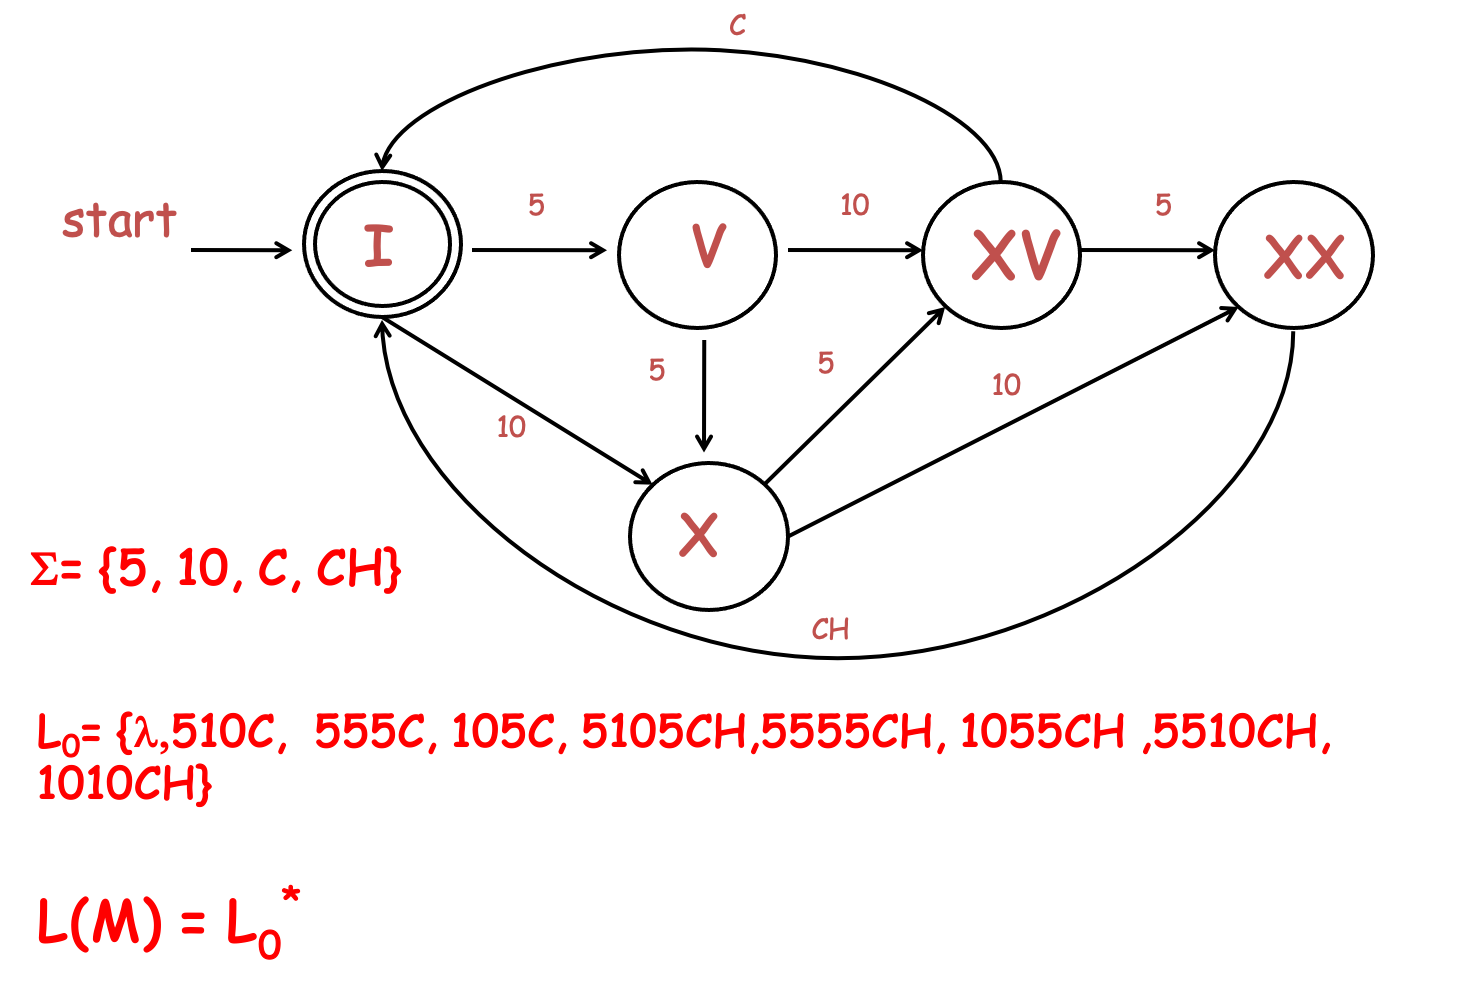 C
start
I
5
V
10
XV
5
XX
5
5
10
10
X
Σ= {5, 10, C, CH}
CH
L₀= {λ,510C, 555C, 105C, 5105CH,5555CH, 1055CH ,5510CH,
1010CH}
L(M) = L₀*